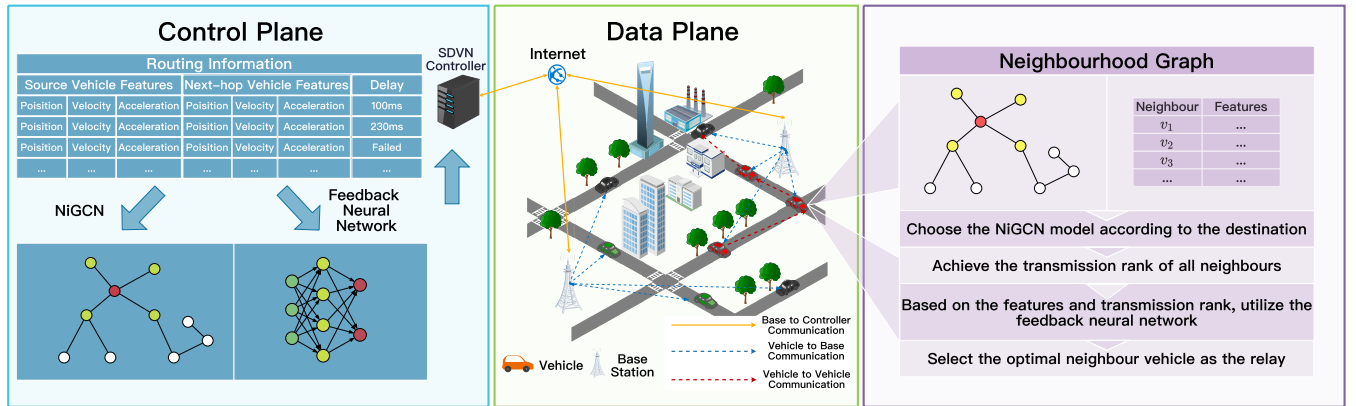 Control Plane
Routing Information
Source Vehicle Features Next-hop Vehicle Features Delay
Poisition Velocity Acceleration Poisition Velocity Acceleration 100ms
Poisition Velocity Acceleration Poisition Velocity Acceleration 230ms
Poisition Velocity Acceleration Poisition Velocity Acceleration Failed
... ... ... ... ... ... ...
SDVN
Controller
NiGCN
Feedback
Neural
Network
Data Plane
Internet
Vehicle
Base
Station
Base to Controller
Communication
Vehicle to Base
Communication
Vehicle to Vehicle
Communication
Neighbourhood Graph
Neighbour Features
v₁ ...
v₂ ...
v₃ ...
... ...
Choose the NiGCN model according to the destination
Achieve the transmission rank of all neighbours
Based on the features and transmission rank, utilize the
feedback neural network
Select the optimal neighbour vehicle as the relay